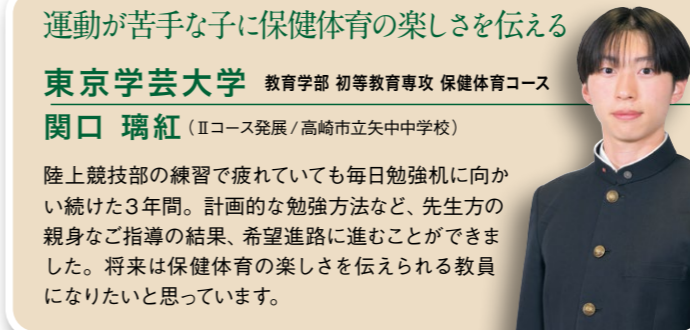 運動が苦手な子に保健体育の楽しさを伝える
東京学芸大学 教育学部 初等教育専攻 保健体育コース
関口 璃紅（Ⅱコース発展/高崎市立矢中中学校）
陸上競技部の練習で疲れていても毎日勉強机に向か
い続けた3年間。計画的な勉強方法など、先生方の
親身なご指導の結果、希望進路に進むことができま
した。将来は保健体育の楽しさを伝えられる教員
になりたいと思っています。